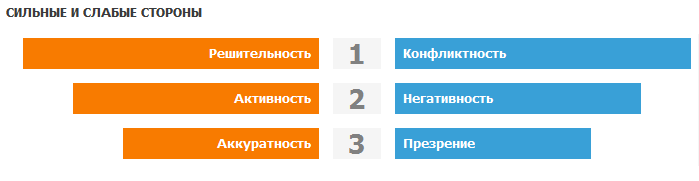 СИЛЬНЫЕ И СЛАБЫЕ СТОРОНЫ
Решительность 1 Конфликтность
Активность 2 Негативность
Аккуратность 3 Презрение